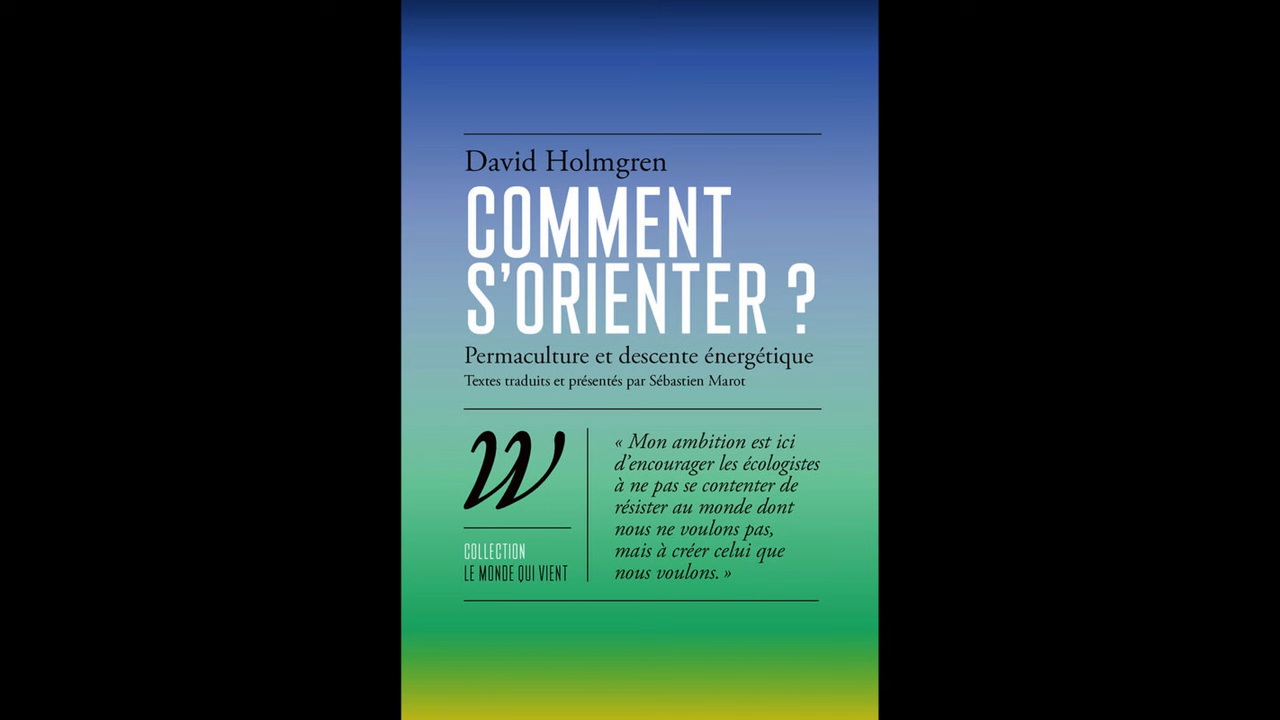 David Holmgren
COMMENT
S'ORIENTER ?
Permaculture et descente énergétique
Textes traduits et présentés par Sébastien Marot
W
COLLECTION
LE MONDE QUI VIENT
« Mon ambition est ici
d'encourager les écologistes
à ne pas se contenter de
résister au monde dont
nous ne voulons pas,
mais à créer celui que
nous voulons. »